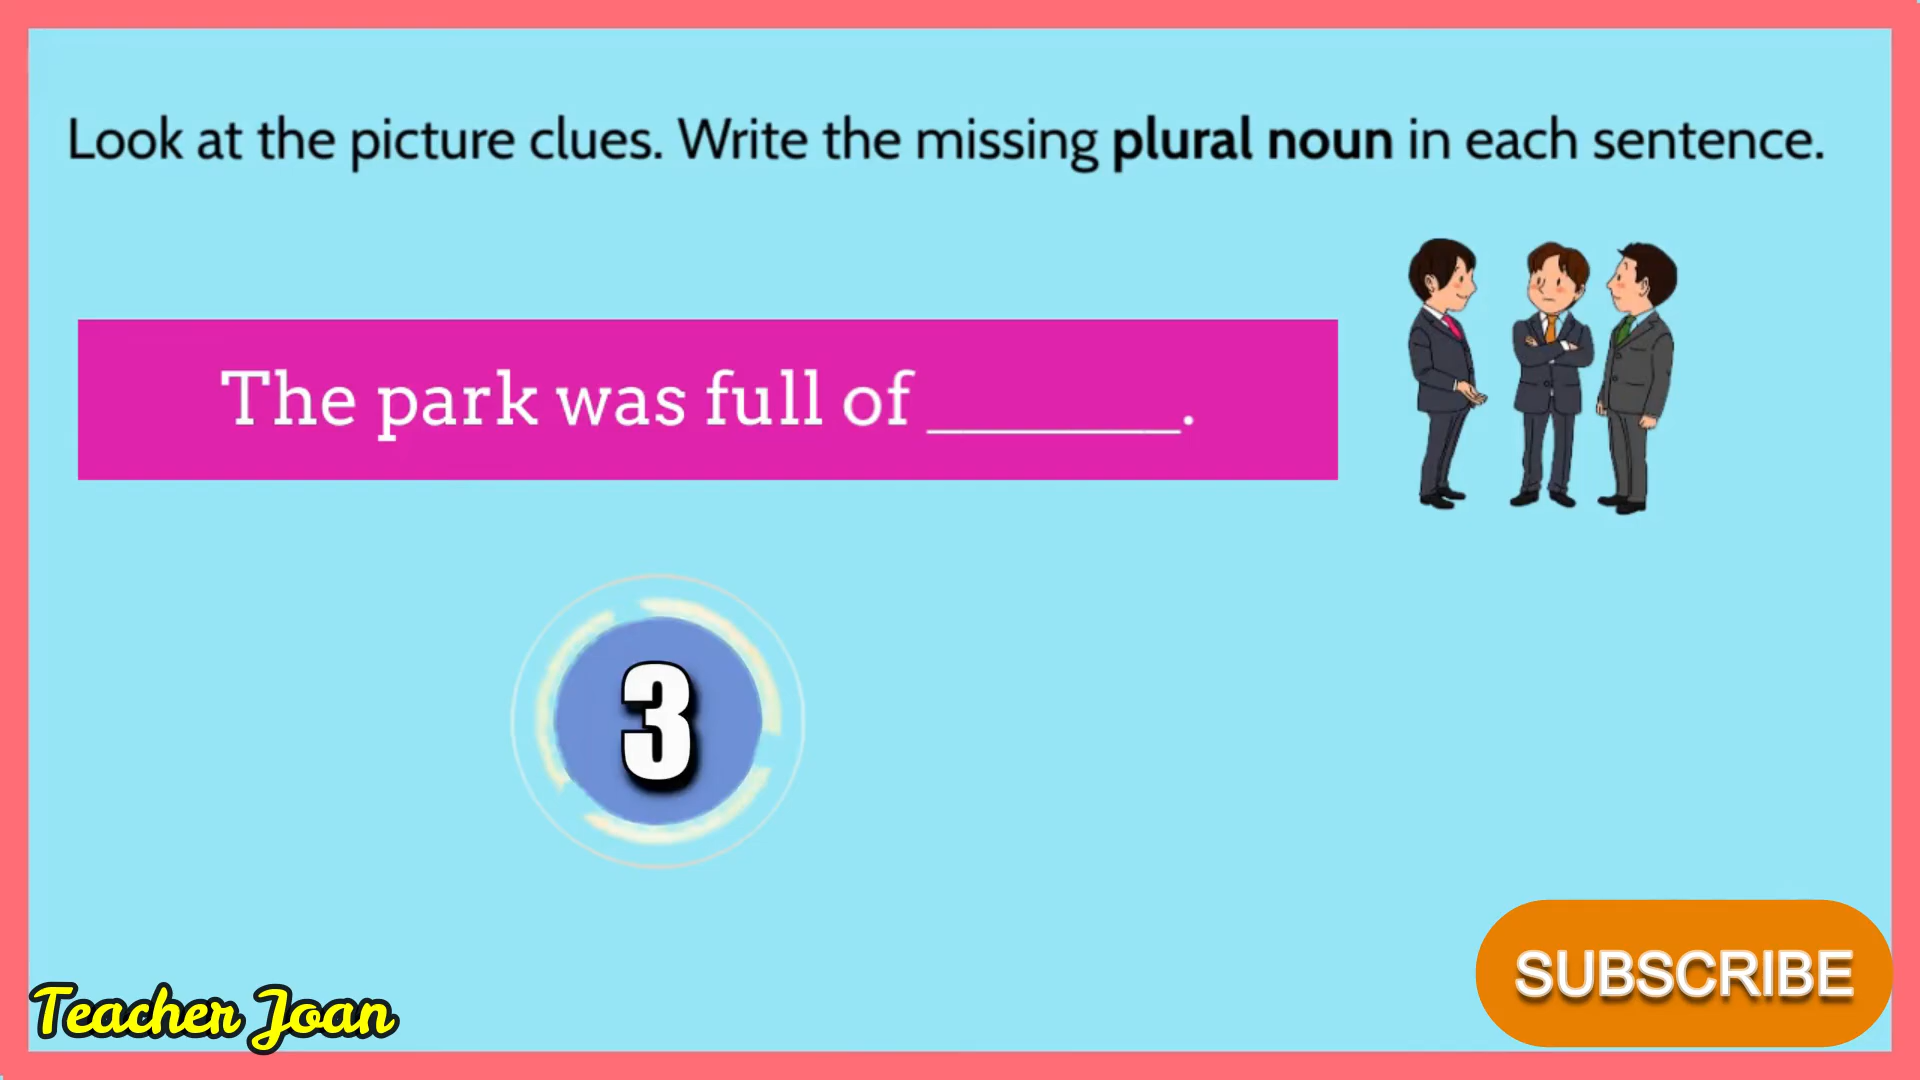 Look at the picture clues. Write the missing plural noun in each sentence.
The park was full of ________.
3
SUBSCRIBE
Teacher Joan